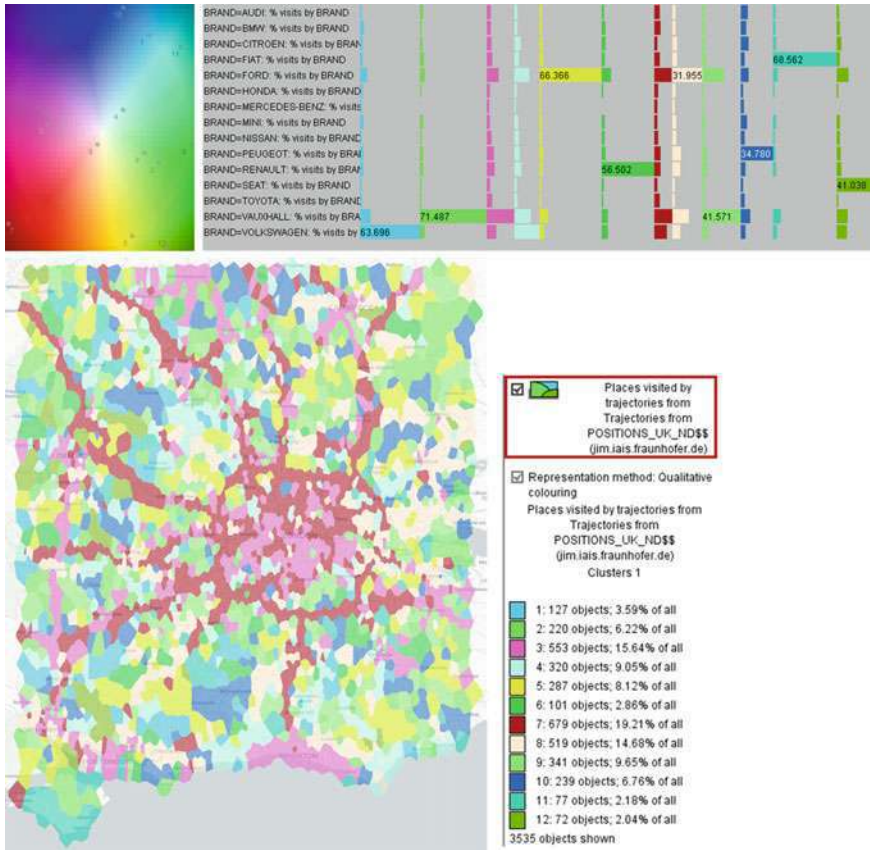 BRAND=AUDI: % visits by BRAND
BRAND=BMW: % visits by BRAND
BRAND=CITROEN: % visits by BRAN
BRAND=FIAT: % visits by BRAND
68.562
BRAND=FORD: % visits by BRAND
66.366
31.955
BRAND=HONDA: % visits by BRAND
BRAND=MERCEDES-BENZ: % visits
BRAND=MINI: % visits by BRAND
BRAND=NISSAN: % visits by BRAND
BRAND=PEUGEOT: % visits by BRAI
34.780
BRAND=RENAULT: % visits by BRAN
56.502
BRAND=SEAT: % visits by BRAND
41.038
BRAND=TOYOTA: % visits by BRAND
BRAND=VAUXHALL: % visits by BRA
71.487
41.571
BRAND=VOLKSWAGEN: % visits by
63.696
Places visited by
trajectories from
Trajectories from
POSITIONS_UK_ND$$
(jim.iais.fraunhofer.de)
Representation method: Qualitative
colouring
Places visited by trajectories from
Trajectories from
POSITIONS_UK_ND$$
(jim.iais.fraunhofer.de)
Clusters 1
1: 127 objects; 3.59% of all
2: 220 objects; 6.22% of all
3: 553 objects; 15.64% of all
4: 320 objects; 9.05% of all
5: 287 objects; 8.12% of all
6: 101 objects; 2.86% of all
7: 679 objects; 19.21% of all
8: 519 objects; 14.68% of all
9: 341 objects; 9.65% of all
10: 239 objects; 6.76% of all
11: 77 objects; 2.18% of all
12: 72 objects; 2.04% of all
3535 objects shown